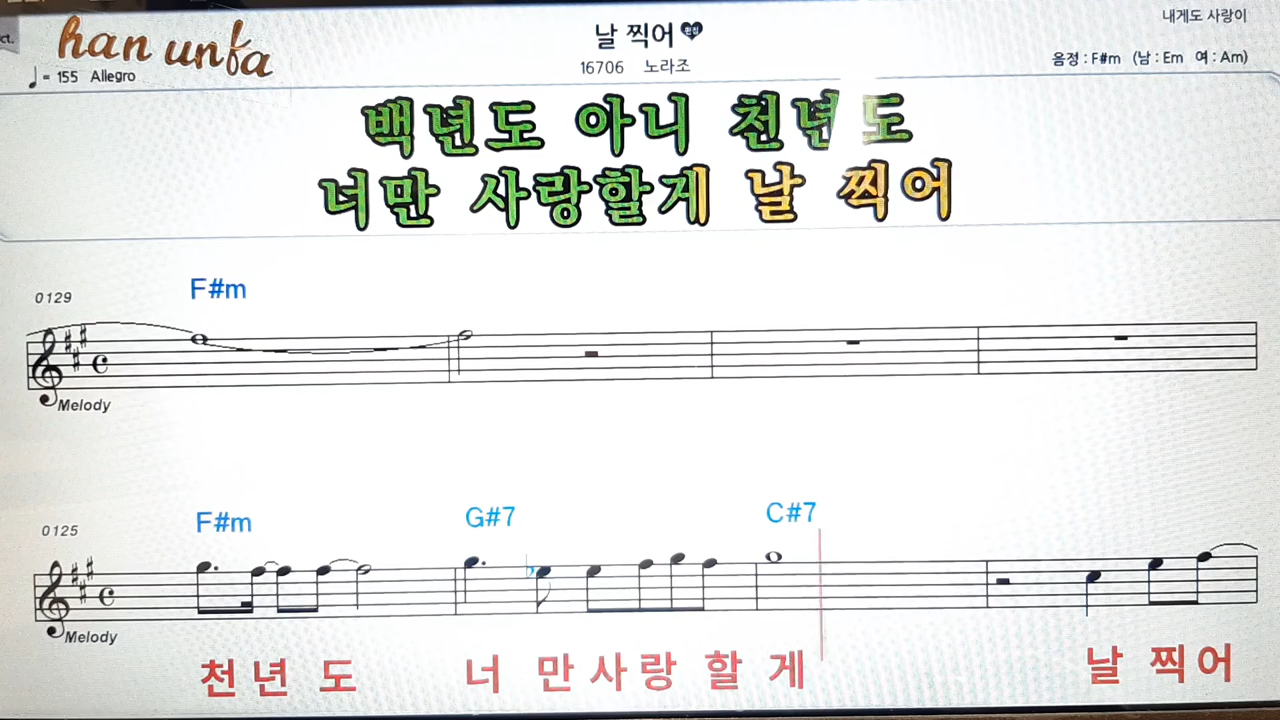 ct.
han unfa
날 찍어 편집
내게도 사랑이
♩ = 155 Allegro
16706 노라조
음정 : F#m (남 : Em 여 : Am)
백년도 아니 천년도
너만 사랑할게 날 찍어
0129
F#m
Melody
0125
F#m G#7 C#7
Melody
천 년 도 너 만 사 랑 할 게 날 찍 어